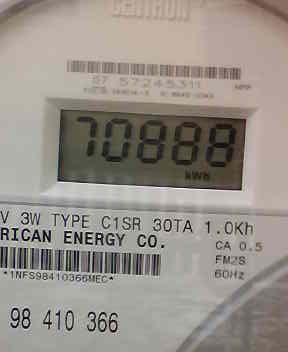 CENTRON
57 57245311
70888
kWh
V 3W TYPE C1SR 30TA 1.0Kh
RICAN ENERGY CO.
CA 0.5
FM2S
*1NFS98410366MEC*
60Hz
98 410 366